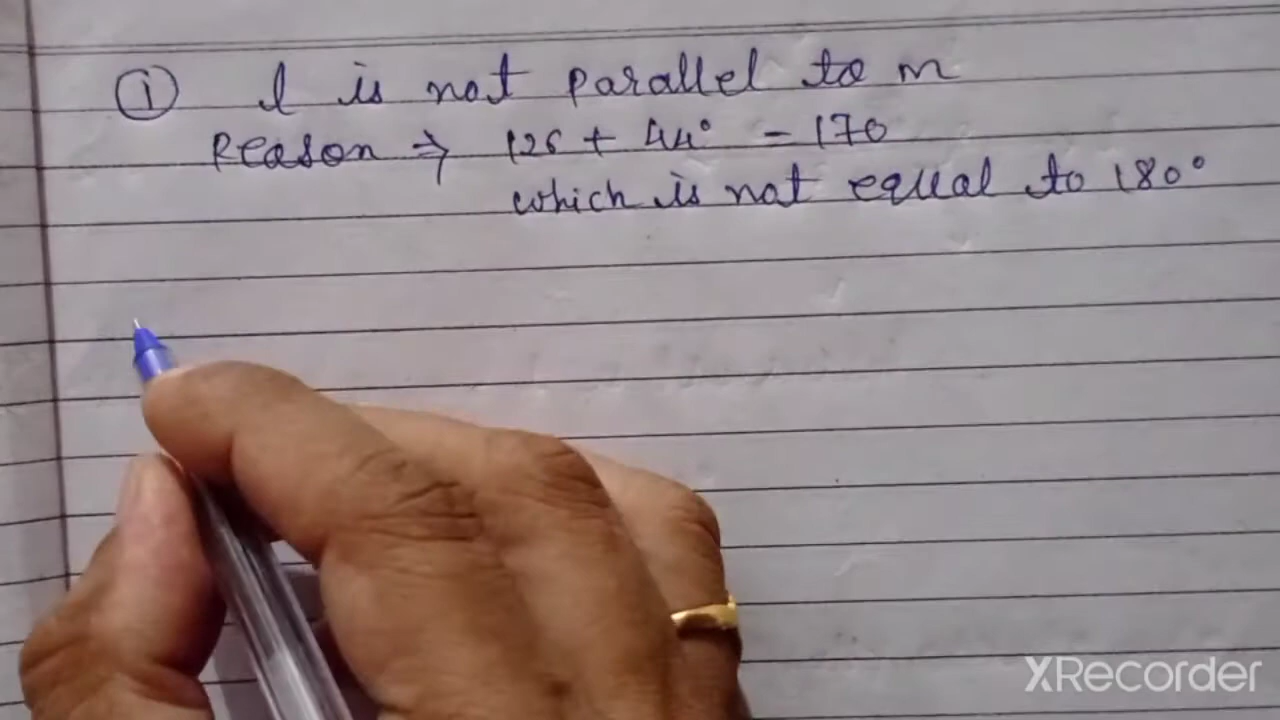 i l is not parallel to m
Reason ⇒ 126 + 44° = 170
which is not equal to 180°
XRecorder